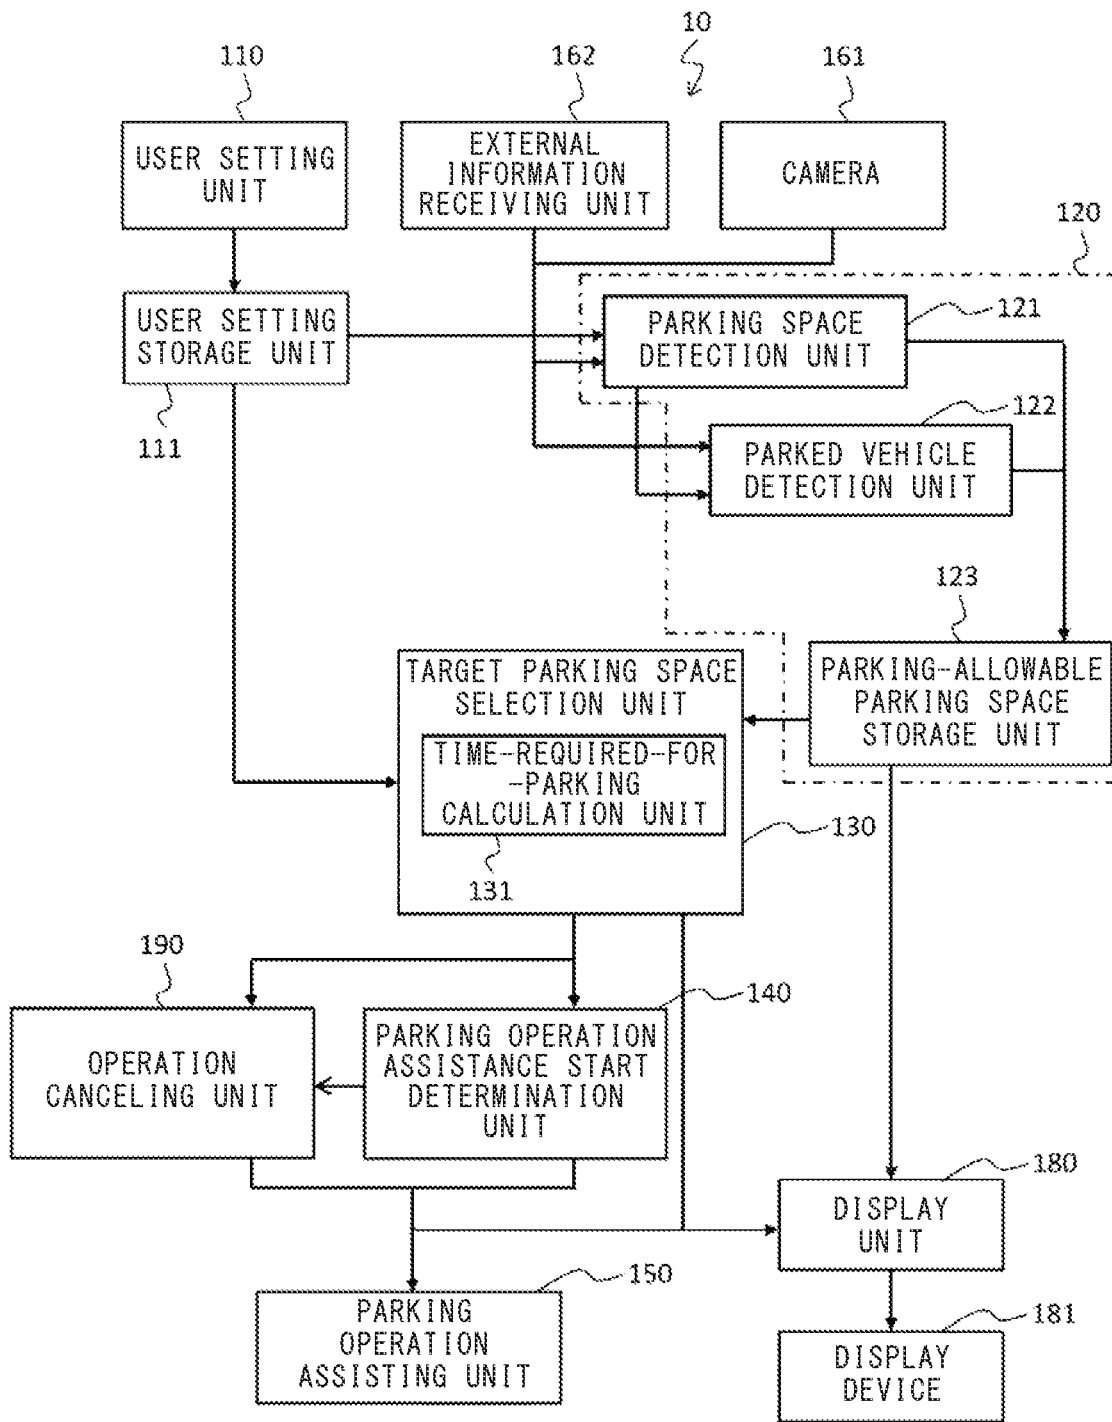 10
110
162
161
USER SETTING
UNIT
EXTERNAL
INFORMATION
RECEIVING UNIT
CAMERA
120
USER SETTING
STORAGE UNIT
111
PARKING SPACE
DETECTION UNIT
121
122
PARKED VEHICLE
DETECTION UNIT
123
TARGET PARKING SPACE
SELECTION UNIT
TIME-REQUIRED-FOR-
-PARKING
CALCULATION UNIT
131
130
PARKING-ALLOWABLE
PARKING SPACE
STORAGE UNIT
190
OPERATION
CANCELING UNIT
140
PARKING OPERATION
ASSISTANCE START
DETERMINATION
UNIT
180
DISPLAY
UNIT
150
PARKING
OPERATION
ASSISTING UNIT
181
DISPLAY
DEVICE